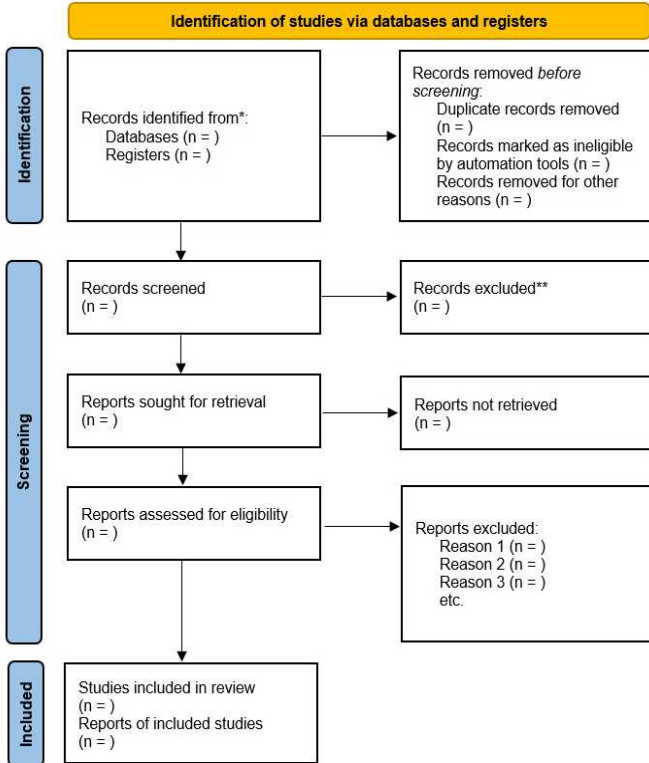 Identification of studies via databases and registers
Identification
Records identified from*:
Databases (n = )
Registers (n = )
Records removed before
screening:
Duplicate records removed
(n = )
Records marked as ineligible
by automation tools (n = )
Records removed for other
reasons (n = )
Screening
Records screened
(n = )
Records excluded**
(n = )
Reports sought for retrieval
(n = )
Reports not retrieved
(n = )
Reports assessed for eligibility
(n = )
Reports excluded:
Reason 1 (n = )
Reason 2 (n = )
Reason 3 (n = )
etc.
Included
Studies included in review
(n = )
Reports of included studies
(n = )